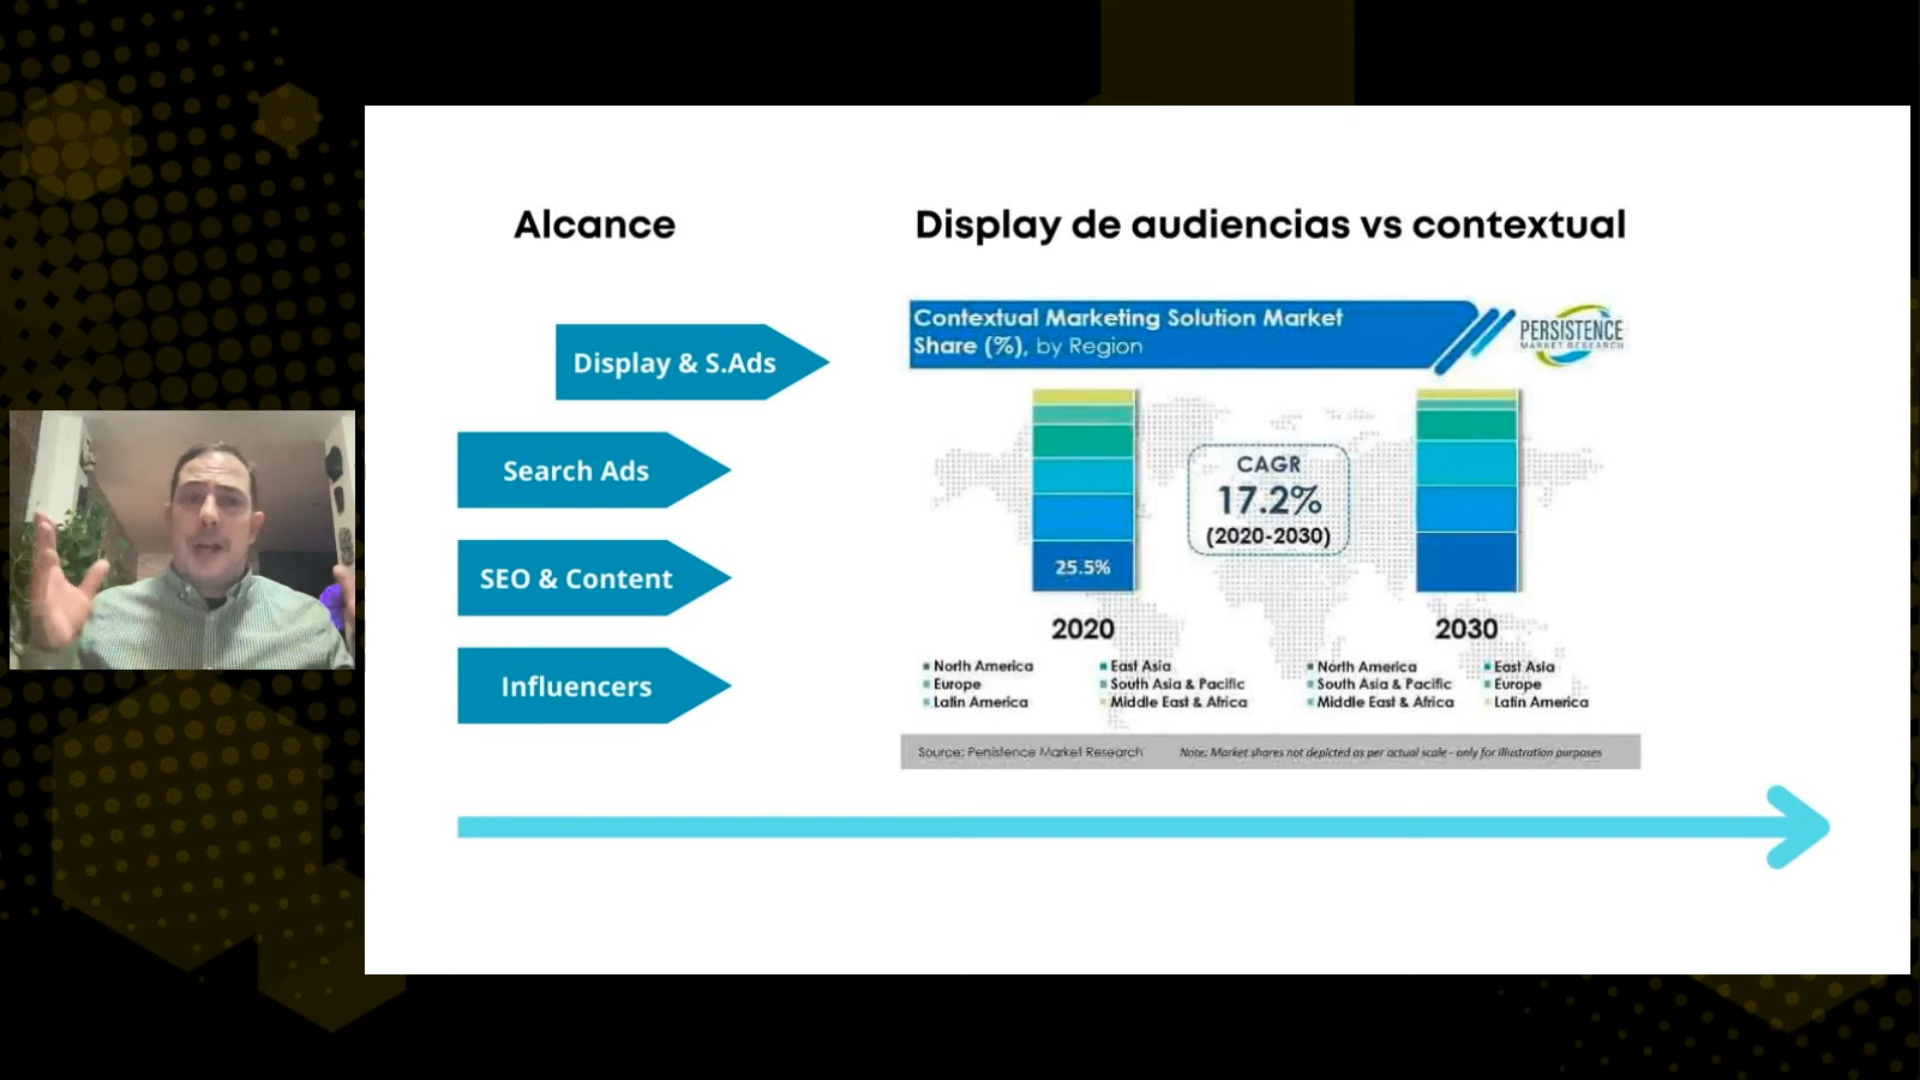 Alcance
Display de audiencias vs contextual
Display & S.Ads
Search Ads
SEO & Content
Influencers
Contextual Marketing Solution Market
Share (%), by Region
PERSISTENCE
MARKET RESEARCH
CAGR
17.2%
(2020-2030)
25.5%
2020
2030
North America
East Asia
Europe
South Asia & Pacific
Latin America
Middle East & Africa
North America
East Asia
South Asia & Pacific
Europe
Middle East & Africa
Latin America
Source: Persistence Market Research
Note: Market shares not depicted as per actual scale - only for illustration purposes